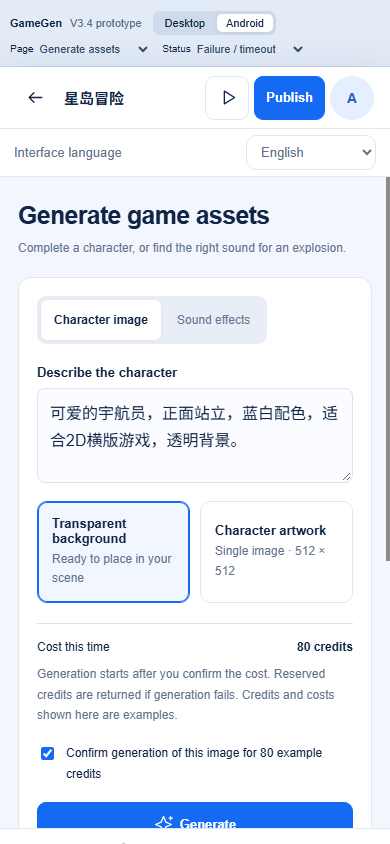 GameGen V3.4 prototype Desktop Android
Page Generate assets Status Failure / timeout
星岛冒险 Publish A
Interface language English
Generate game assets
Complete a character, or find the right sound for an explosion.
Character image Sound effects
Describe the character
可爱的宇航员，正面站立，蓝白配色，适
合2D横版游戏，透明背景。
Transparent
background
Ready to place in your
scene
Character artwork
Single image · 512 ×
512
Cost this time 80 credits
Generation starts after you confirm the cost. Reserved
credits are returned if generation fails. Credits and costs
shown here are examples.
Confirm generation of this image for 80 example
credits
Generate